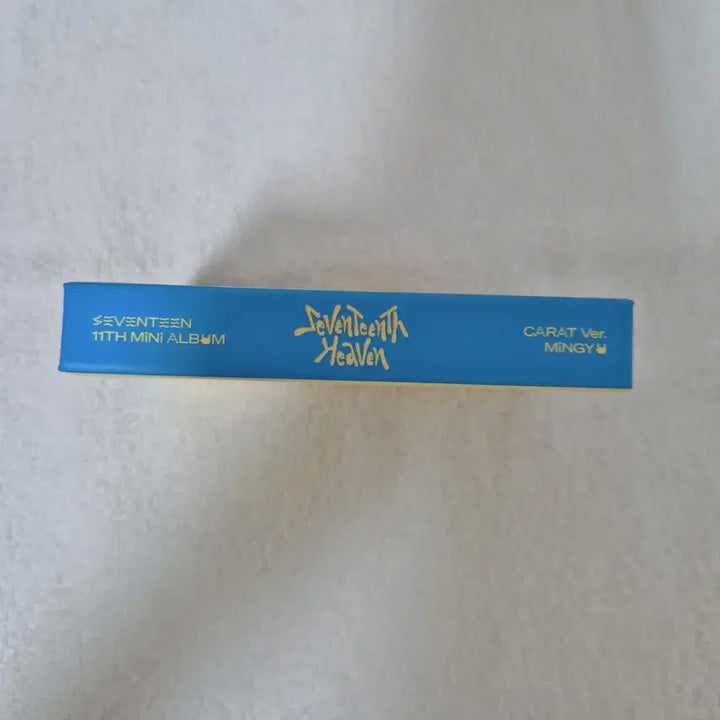 SEVENTEEN
11TH MiNi ALBUM
SEVENTEENTH
HEAVEN
CARAT Ver.
MiNGYU